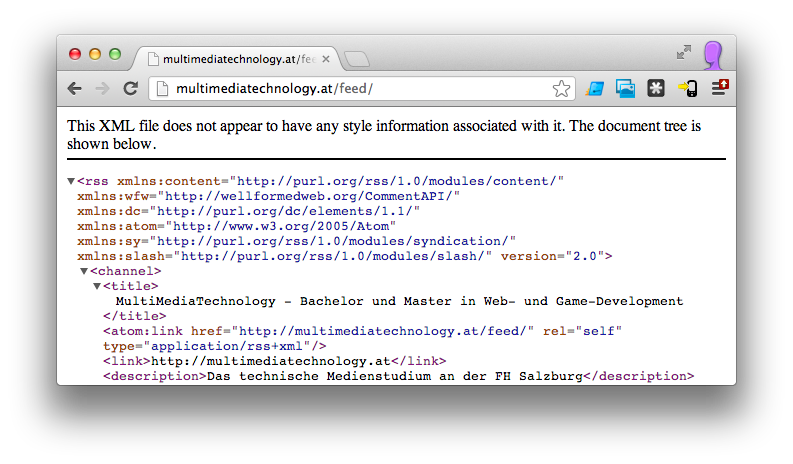 multimediatechnology.at/fee
multimediatechnology.at/feed/
This XML file does not appear to have any style information associated with it. The document tree is
shown below.
▼<rss xmlns:content="http://purl.org/rss/1.0/modules/content/"
xmlns:wfw="http://wellformedweb.org/CommentAPI/"
xmlns:dc="http://purl.org/dc/elements/1.1/"
xmlns:atom="http://www.w3.org/2005/Atom"
xmlns:sy="http://purl.org/rss/1.0/modules/syndication/"
xmlns:slash="http://purl.org/rss/1.0/modules/slash/" version="2.0">
▼<channel>
▼<title>
MultiMediaTechnology - Bachelor und Master in Web- und Game-Development
</title>
<atom:link href="http://multimediatechnology.at/feed/" rel="self"
type="application/rss+xml"/>
<link>http://multimediatechnology.at</link>
<description>Das technische Medienstudium an der FH Salzburg</description>